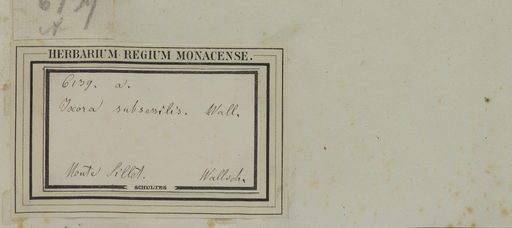 HERBARIUM REGIUM MONACENSE.
6139. a.
Ixora subsessilis. Wall.
Monte Sillet. Wallich.
SCHULTES